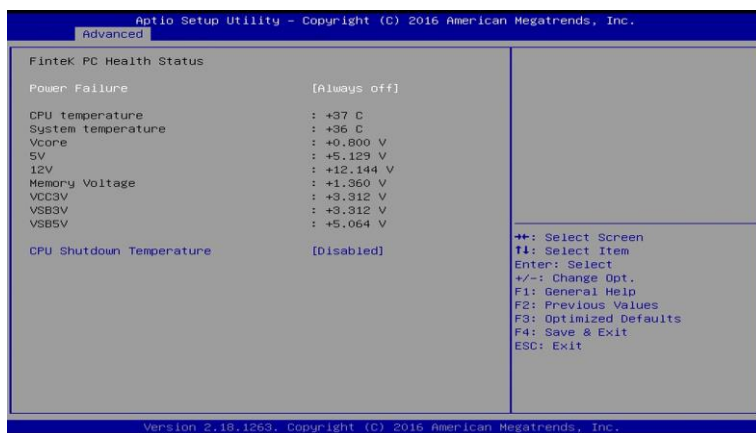 Aptio Setup Utility – Copyright (C) 2016 American Megatrends, Inc.
Advanced
Fintek PC Health Status
Power Failure [Always off]
CPU temperature : +37 C
System temperature : +36 C
Vcore : +0.800 V
5V : +5.129 V
12V : +12.144 V
Memory Voltage : +1.360 V
VCC3V : +3.312 V
VSB3V : +3.312 V
VSB5V : +5.064 V
CPU Shutdown Temperature [Disabled]
→←: Select Screen
↑↓: Select Item
Enter: Select
+/-: Change Opt.
F1: General Help
F2: Previous Values
F3: Optimized Defaults
F4: Save & Exit
ESC: Exit
Version 2.18.1263. Copyright (C) 2016 American Megatrends, Inc.